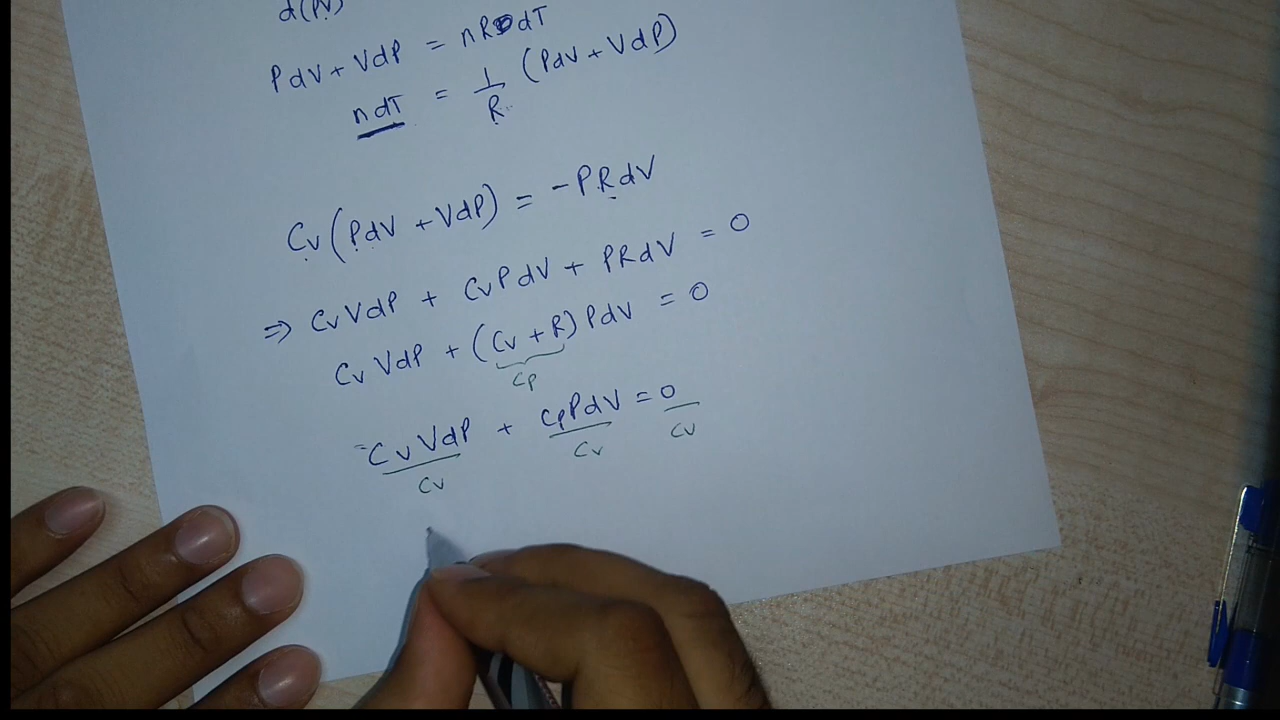 d(PV)
PdV + VdP = nRdT
ndT = 1/R (PdV + VdP)
Cv(PdV + VdP) = -PRdV
=> CvVdP + CvPdV + PRdV = 0
CvVdP + (Cv + R)PdV = 0
Cp
CvVdP/Cv + CpPdV/Cv = 0/Cv